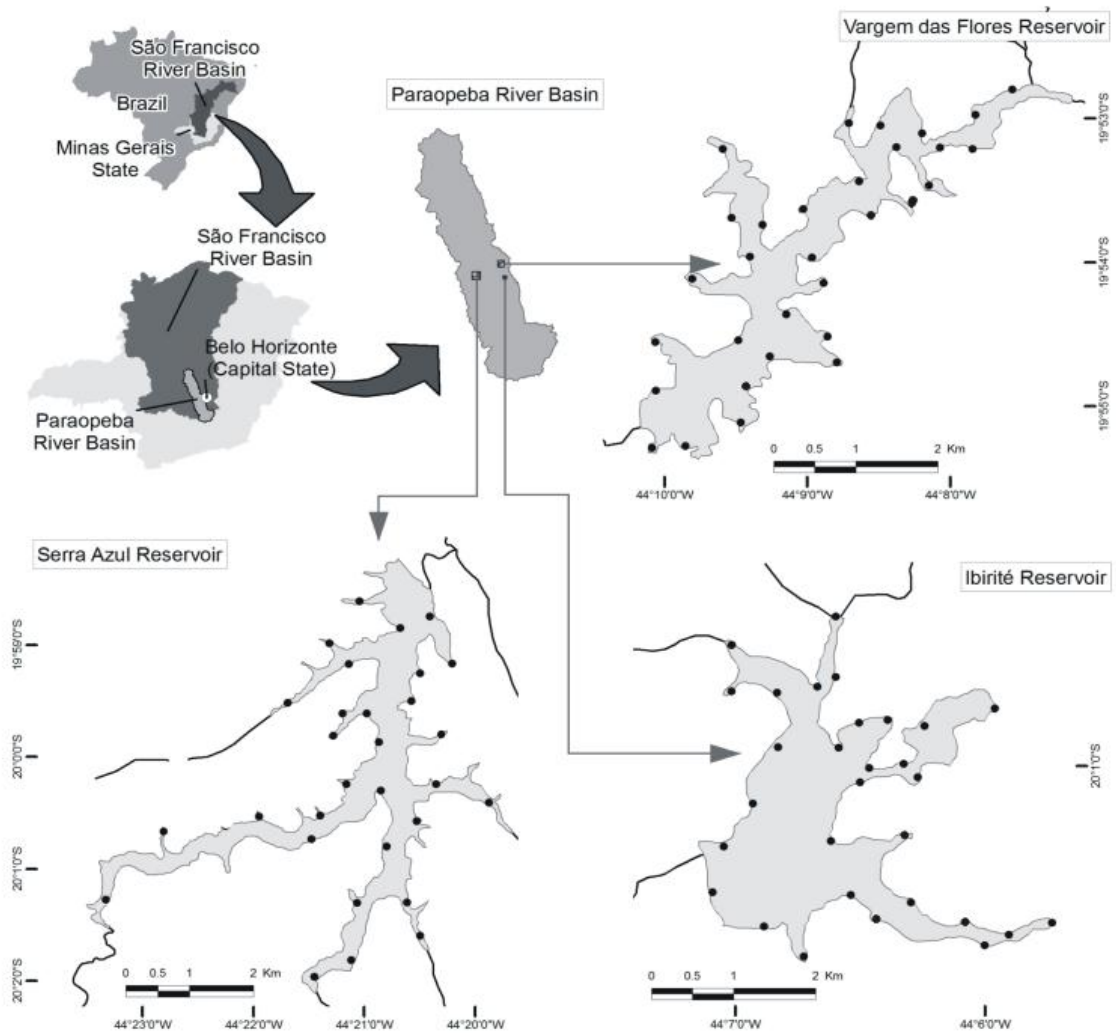 Vargem das Flores Reservoir
São Francisco
River Basin
Brazil
Minas Gerais
State
Paraopeba River Basin
19°53'0"S
19°54'0"S
19°55'0"S
São Francisco
River Basin
Belo Horizonte
(Capital State)
Paraopeba
River Basin
0 0.5 1 2 Km
44°10'0"W 44°9'0"W 44°8'0"W
Serra Azul Reservoir
19°59'0"S
20°0'0"S
20°1'0"S
20°2'0"S
0 0.5 1 2 Km
44°23'0"W 44°22'0"W 44°21'0"W 44°20'0"W
Ibirité Reservoir
20°1'0"S
0 0.5 1 2 Km
44°7'0"W 44°6'0"W